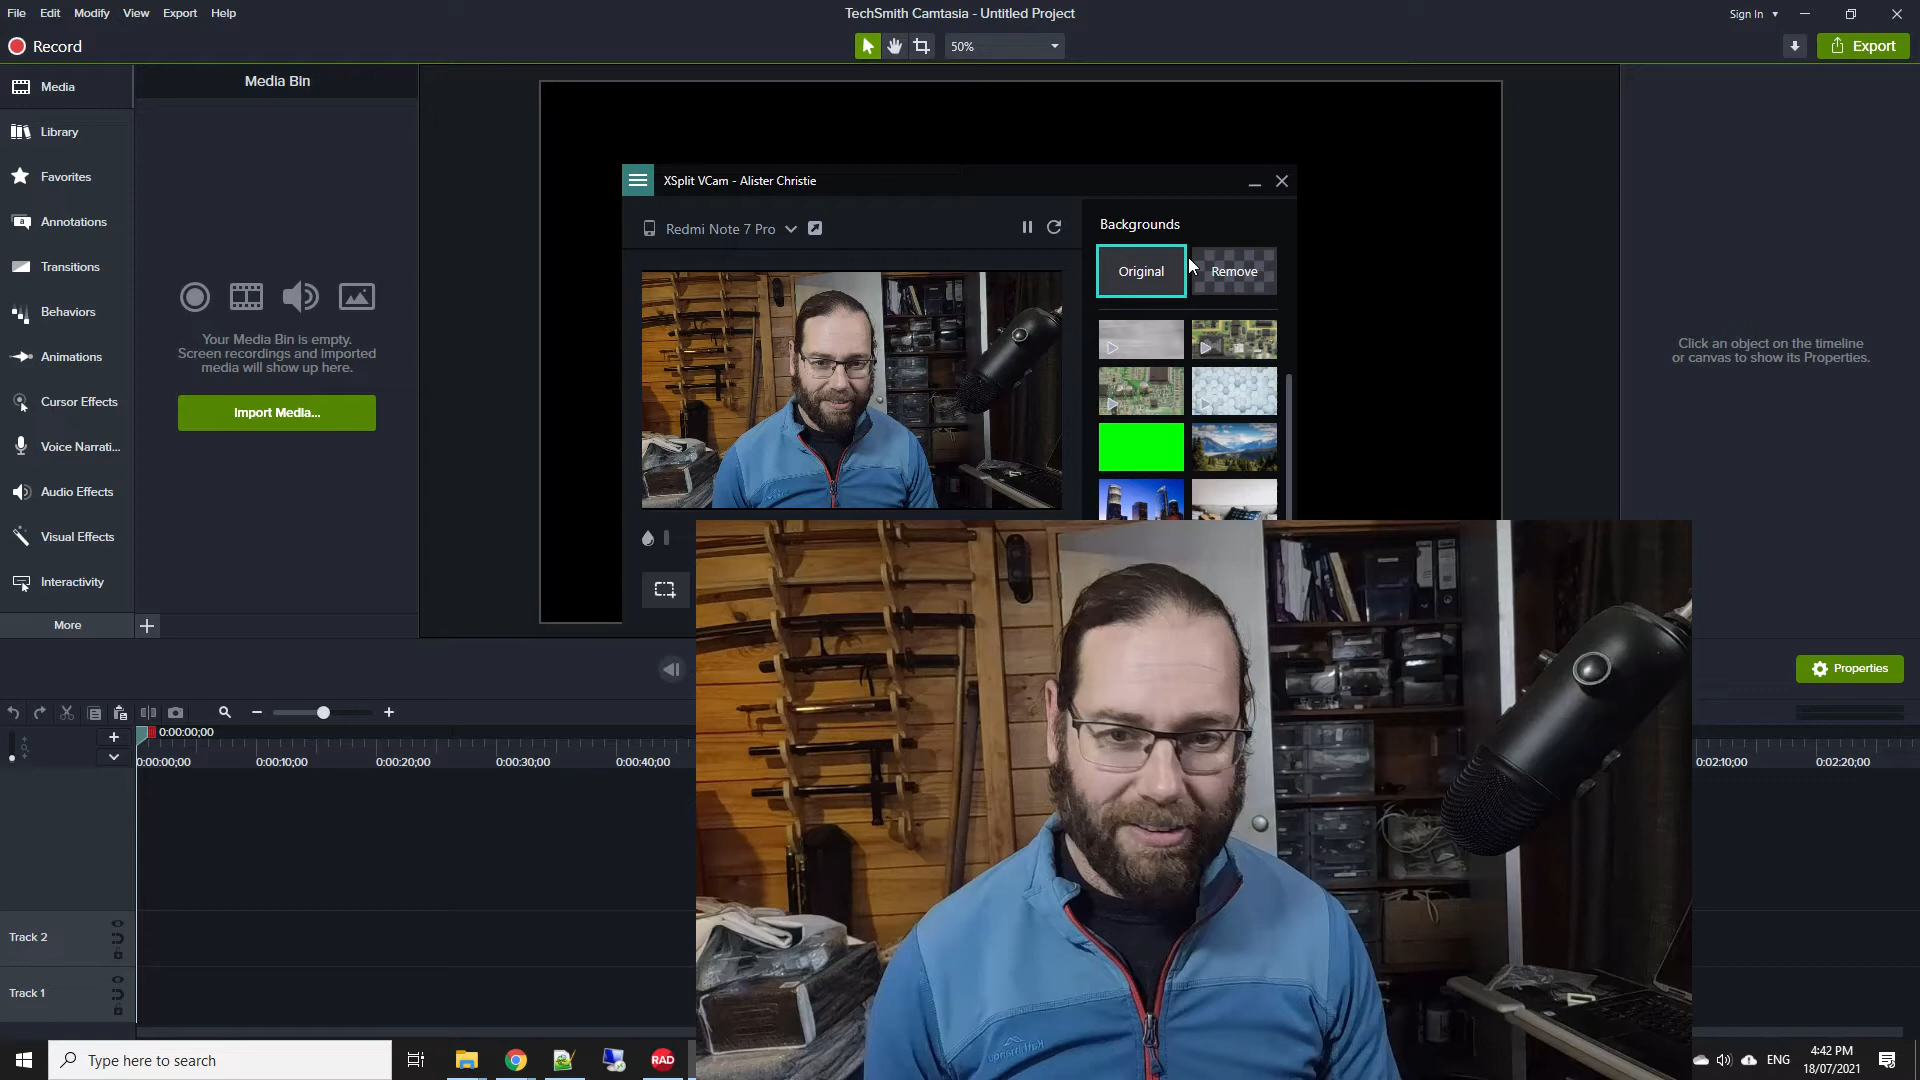 File Edit Modify View Export Help
TechSmith Camtasia - Untitled Project
Sign In
Record
50%
Export
Media
Library
Favorites
Annotations
Transitions
Behaviors
Animations
Cursor Effects
Voice Narrati...
Audio Effects
Visual Effects
Interactivity
More
Media Bin
Your Media Bin is empty.
Screen recordings and imported
media will show up here.
Import Media...
XSplit VCam - Alister Christie
Redmi Note 7 Pro
Backgrounds
Original
Remove
Click an object on the timeline
or canvas to show its Properties.
Properties
0:00:00;00
0:00:00;00 0:00:10;00 0:00:20;00 0:00:30;00 0:00:40;00 0:02:10;00 0:02:20;00
Track 2
Track 1
Kathmandu
Type here to search
RAD
ENG
4:42 PM
18/07/2021